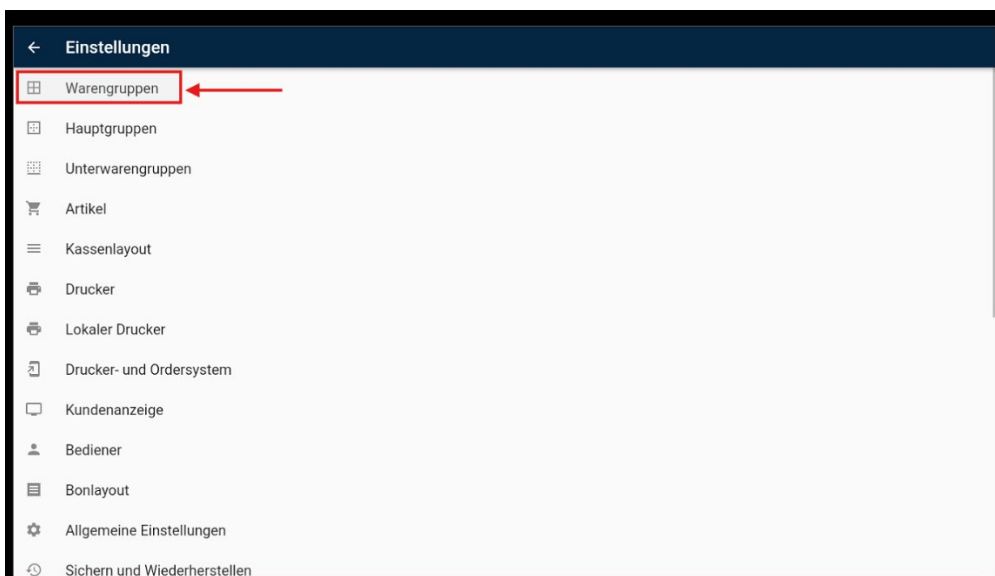 Einstellungen
Warengruppen
Hauptgruppen
Unterwarengruppen
Artikel
Kassenlayout
Drucker
Lokaler Drucker
Drucker- und Ordersystem
Kundenanzeige
Bediener
Bonlayout
Allgemeine Einstellungen
Sichern und Wiederherstellen